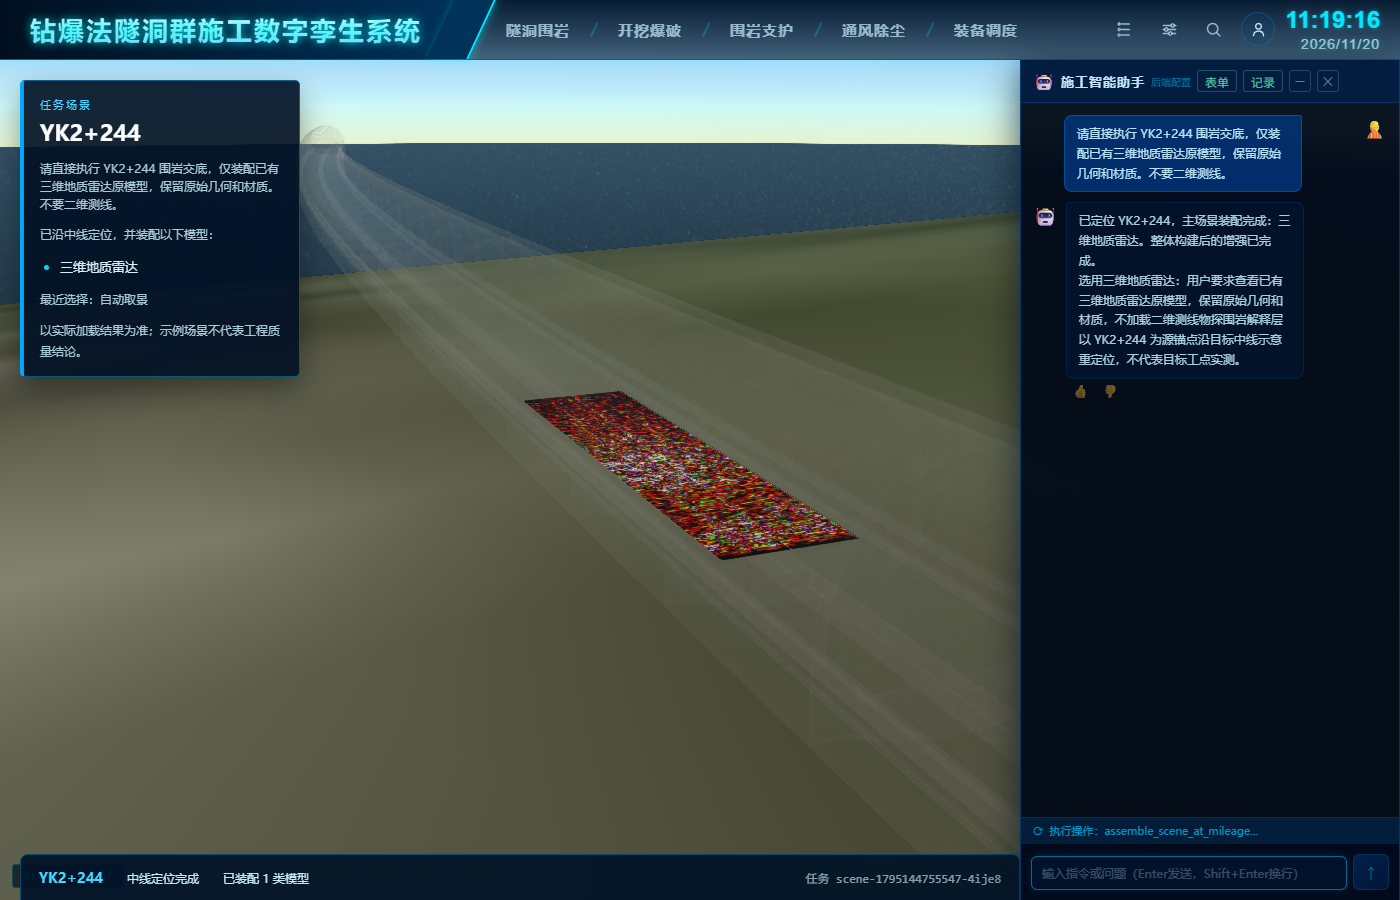 钻爆法隧洞群施工数字孪生系统
隧洞围岩 / 开挖爆破 / 围岩支护 / 通风除尘 / 装备调度
11:19:16
2026/11/20
任务场景
YK2+244
请直接执行 YK2+244 围岩交底，仅装配已有
三维地质雷达原模型，保留原始几何和材质。
不要二维测线。
已沿中线定位，并装配以下模型：
三维地质雷达
最近选择：自动取景
以实际加载结果为准；示例场景不代表工程质
量结论。
施工智能助手 后端配置 表单 记录
请直接执行 YK2+244 围岩交底，仅装
配已有三维地质雷达原模型，保留原始
几何和材质。不要二维测线。
已定位 YK2+244，主场景装配完成：三
维地质雷达。整体构建后的增强已完
成。
选用三维地质雷达：用户要求查看已有
三维地质雷达原模型，保留原始几何和
材质，不加载二维测线物探围岩解释层
以 YK2+244 为源锚点沿目标中线示意
重定位，不代表目标工点实测。
执行操作：assemble_scene_at_mileage...
输入指令或问题（Enter发送，Shift+Enter换行）
YK2+244 中线定位完成 已装配 1 类模型 任务 scene-1795144755547-4ije8